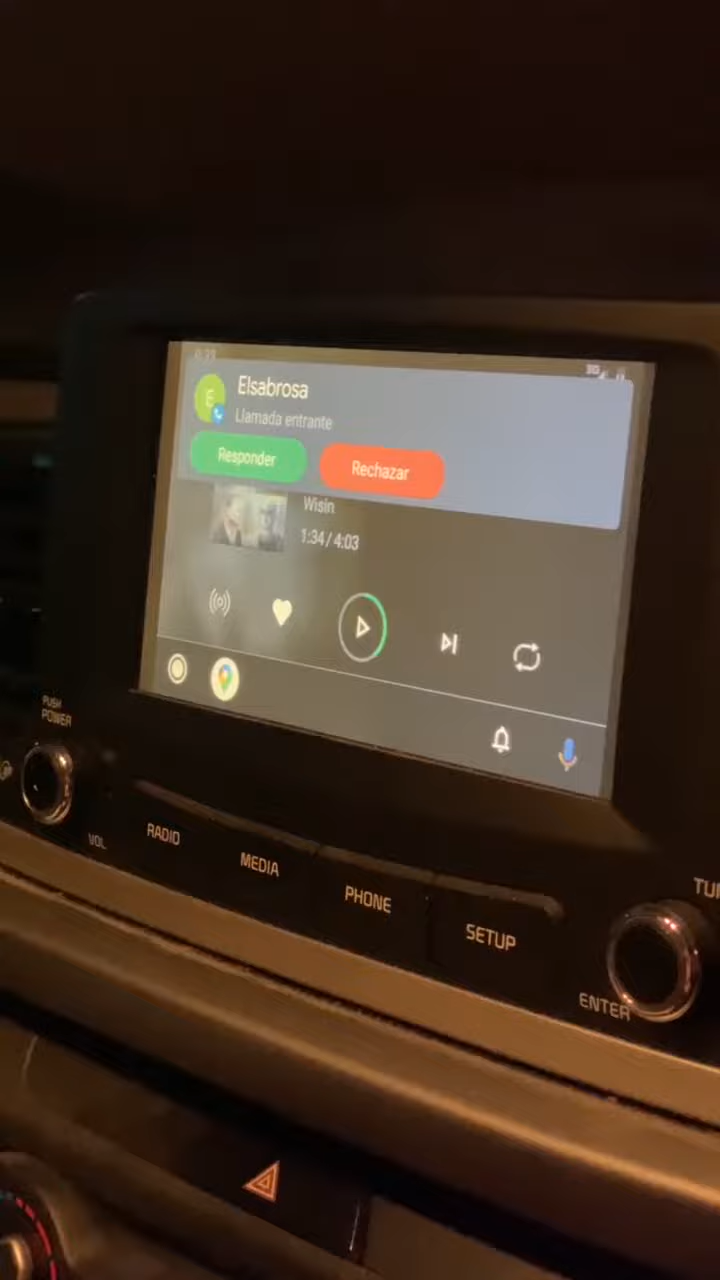 Elsabrosa
E
Llamada entrante
Responder
Rechazar
Wisin
1:34 / 4:03
PUSH
POWER
VOL
RADIO
MEDIA
PHONE
SETUP
ENTER